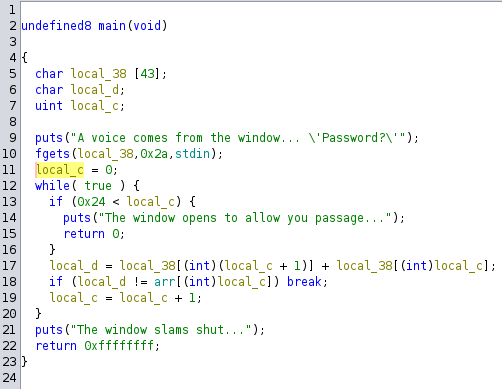 1
2 undefined8 main(void)
3
4 {
5 char local_38 [43];
6 char local_d;
7 uint local_c;
8
9 puts("A voice comes from the window... \'Password?\'");
10 fgets(local_38,0x2a,stdin);
11 local_c = 0;
12 while( true ) {
13 if (0x24 < local_c) {
14 puts("The window opens to allow you passage...");
15 return 0;
16 }
17 local_d = local_38[(int)(local_c + 1)] + local_38[(int)local_c];
18 if (local_d != arr[(int)local_c]) break;
19 local_c = local_c + 1;
20 }
21 puts("The window slams shut...");
22 return 0xffffffff;
23 }
24